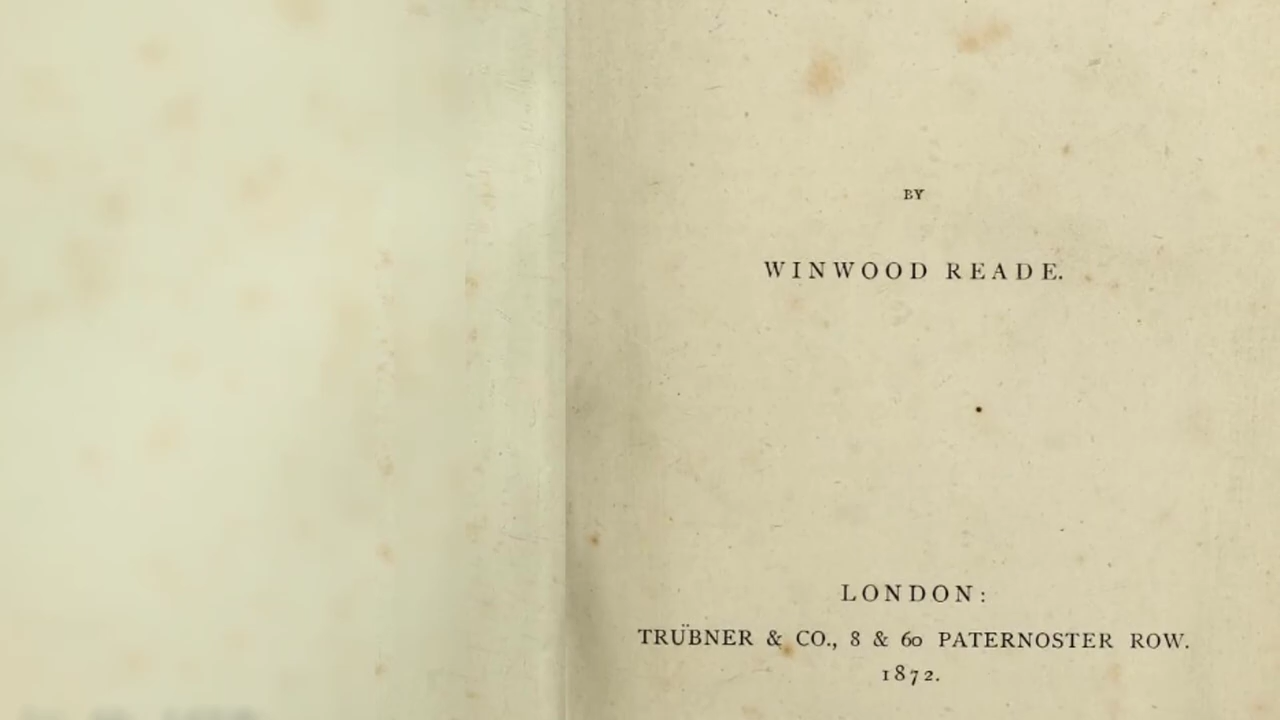 BY
WINWOOD READE.
LONDON:
TRÜBNER & CO., 8 & 60 PATERNOSTER ROW.
1872.